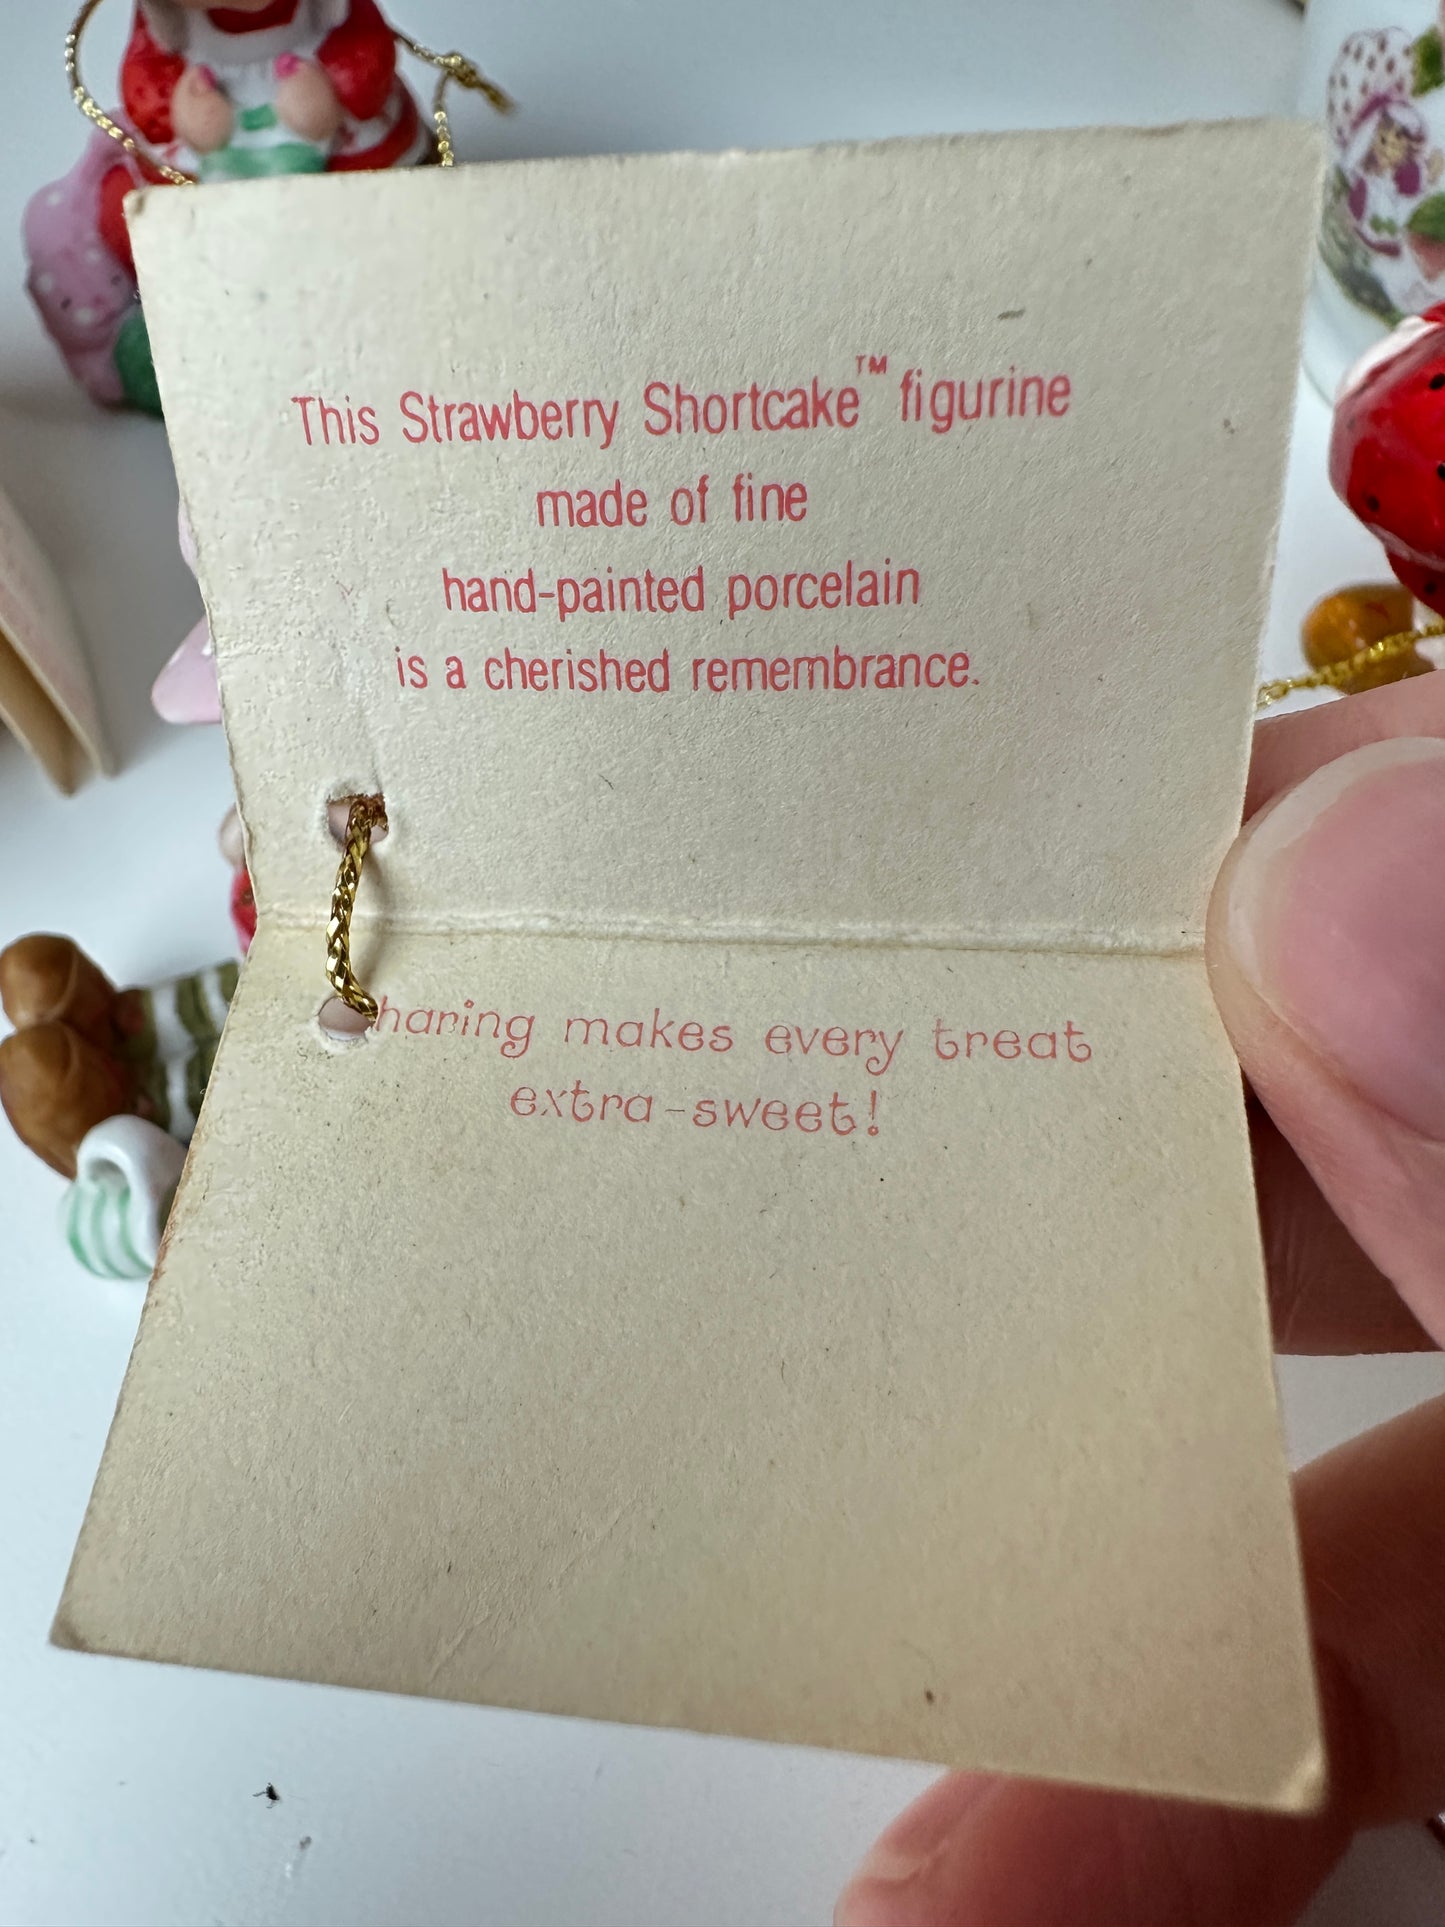 This Strawberry Shortcake™ figurine
made of fine
hand-painted porcelain
is a cherished remembrance.
haring makes every treat
extra-sweet!